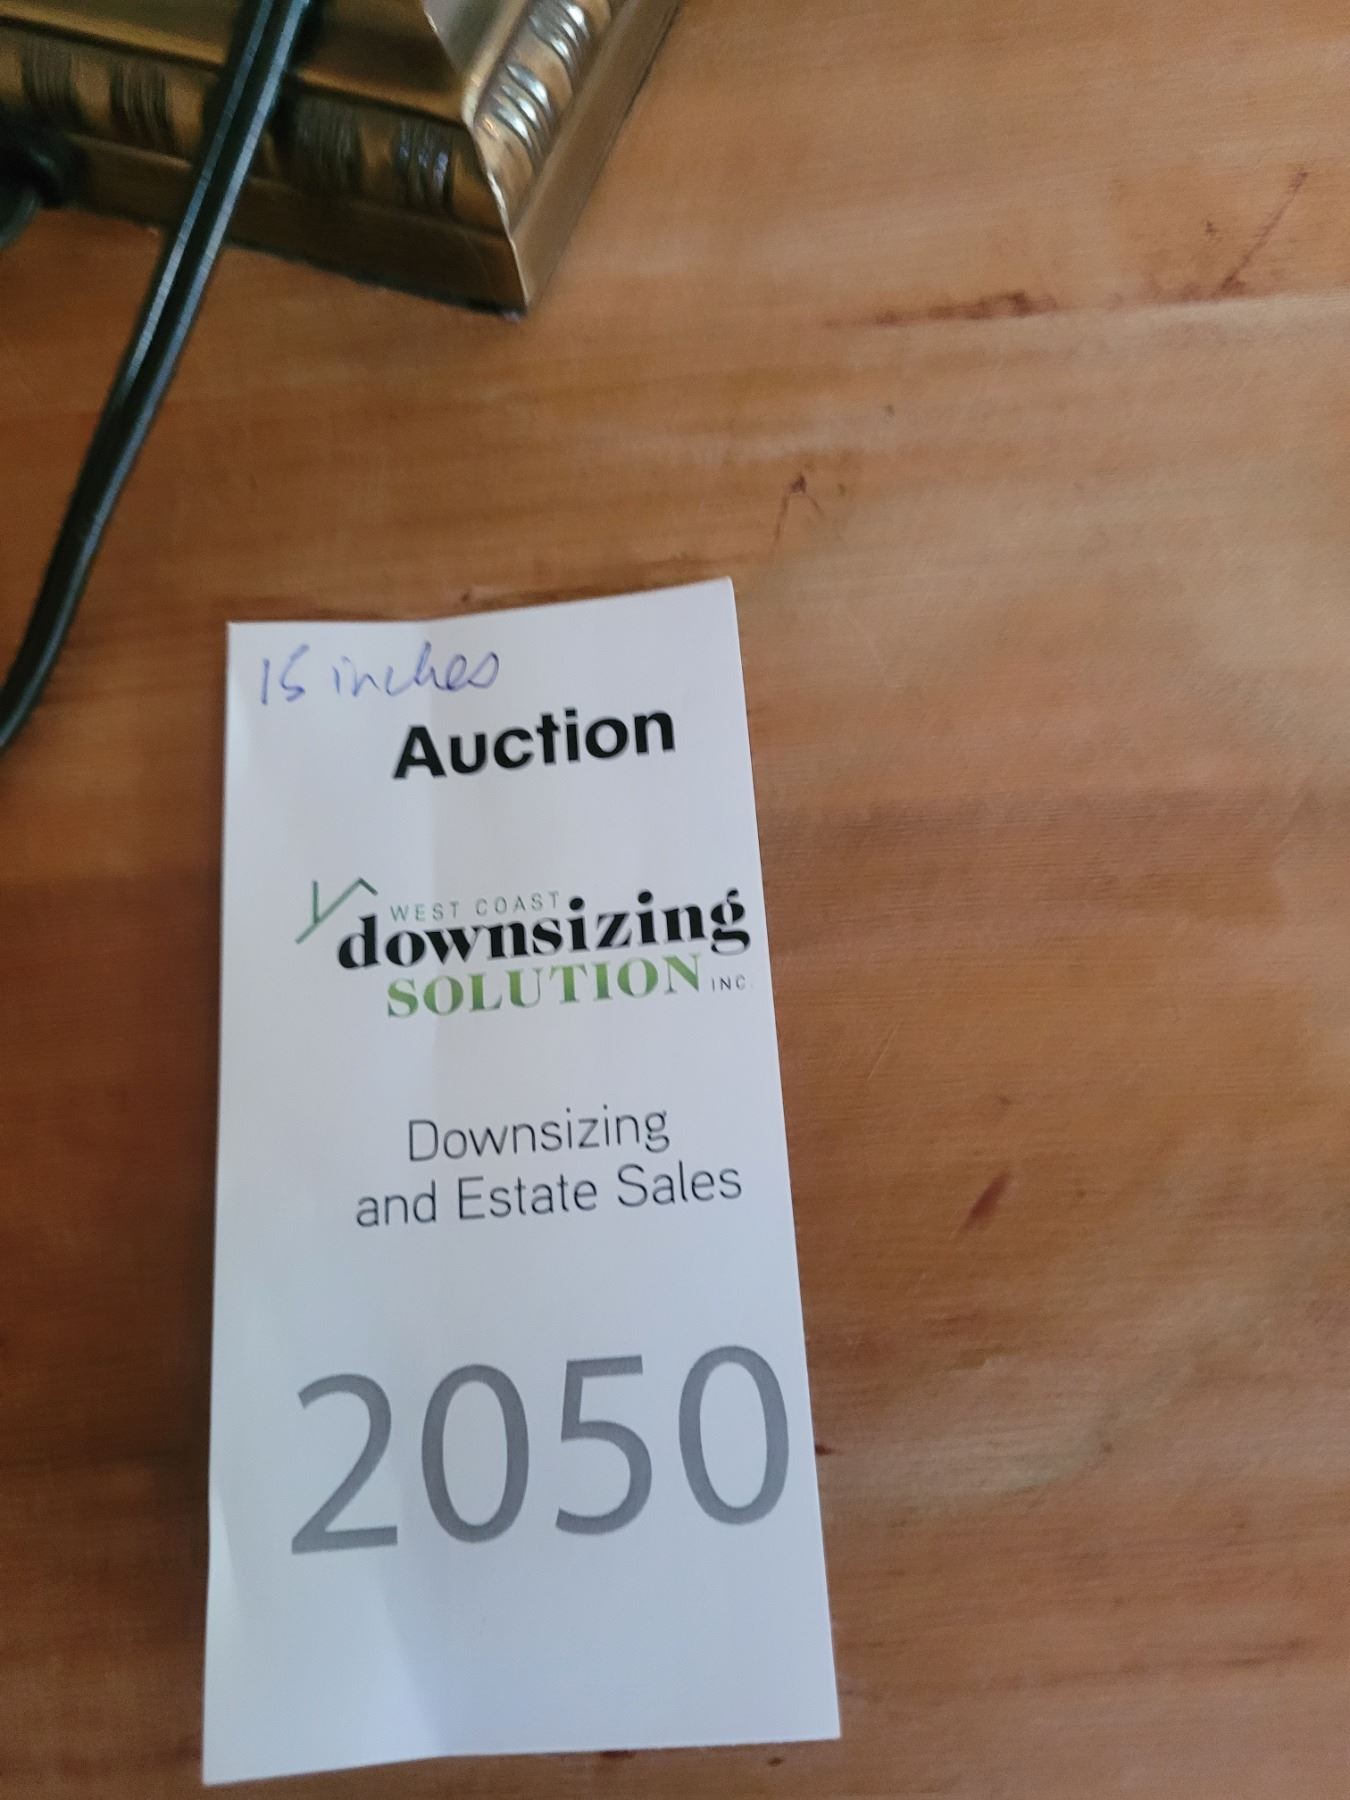 15 inches
Auction
WEST COAST
downsizing
SOLUTION INC.
Downsizing
and Estate Sales
2050